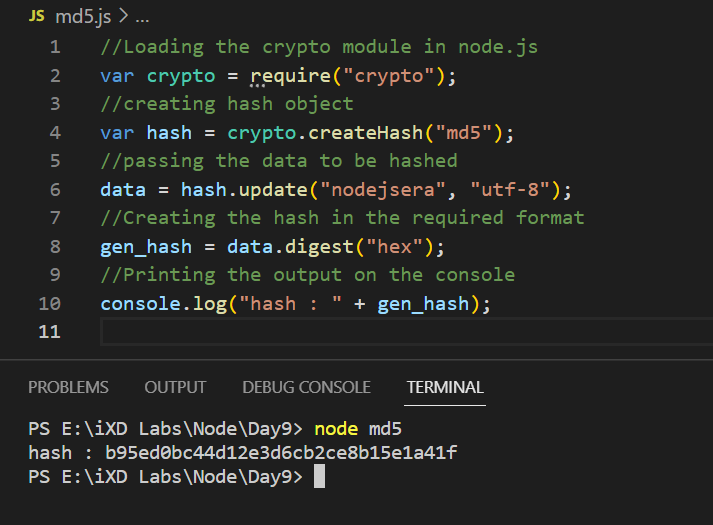 JS md5.js > ...
1 //Loading the crypto module in node.js
2 var crypto = require("crypto");
3 //creating hash object
4 var hash = crypto.createHash("md5");
5 //passing the data to be hashed
6 data = hash.update("nodejsera", "utf-8");
7 //Creating the hash in the required format
8 gen_hash = data.digest("hex");
9 //Printing the output on the console
10 console.log("hash : " + gen_hash);
11
PROBLEMS OUTPUT DEBUG CONSOLE TERMINAL
PS E:\iXD Labs\Node\Day9> node md5
hash : b95ed0bc44d12e3d6cb2ce8b15e1a41f
PS E:\iXD Labs\Node\Day9>